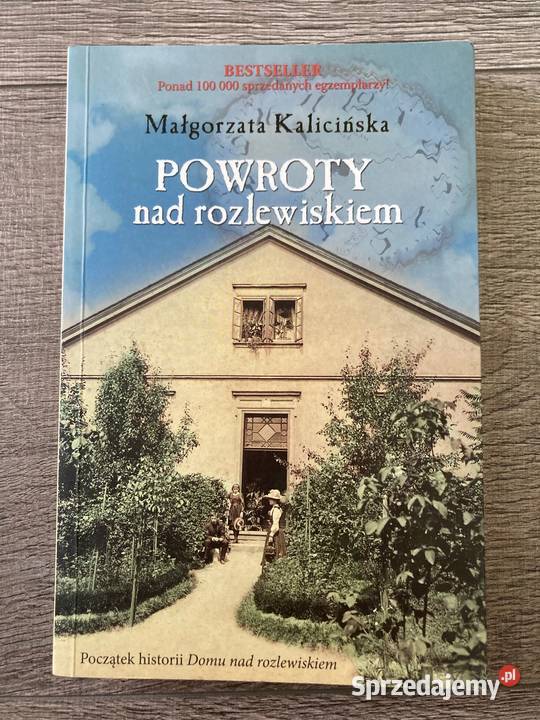 BESTSELLER
Ponad 100 000 sprzedanych egzemplarzy!
Małgorzata Kalicińska
POWROTY
nad rozlewiskiem
Początek historii Domu nad rozlewiskiem
Sprzedajemy.pl